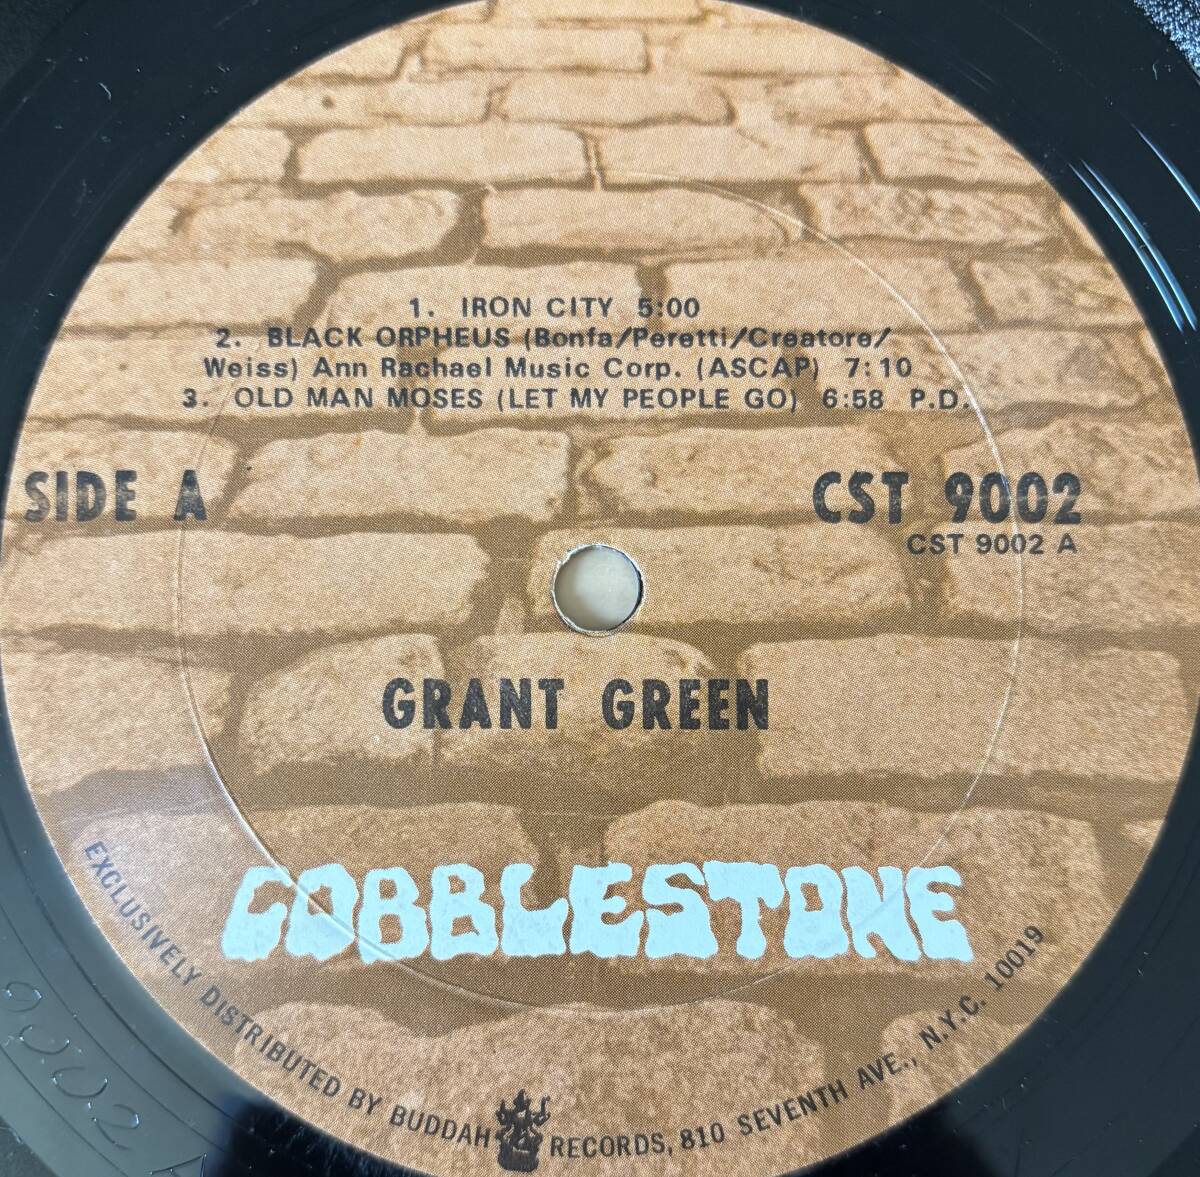 1. IRON CITY 5:00
2. BLACK ORPHEUS (Bonfa/Peretti/Creatore/
Weiss) Ann Rachael Music Corp. (ASCAP) 7:10
3. OLD MAN MOSES (LET MY PEOPLE GO) 6:58 P.D.
SIDE A
CST 9002
CST 9002 A
GRANT GREEN
COBBLESTONE
EXCLUSIVELY DISTRIBUTED BY BUDDAH RECORDS, 810 SEVENTH AVE., N.Y.C. 10019
9002